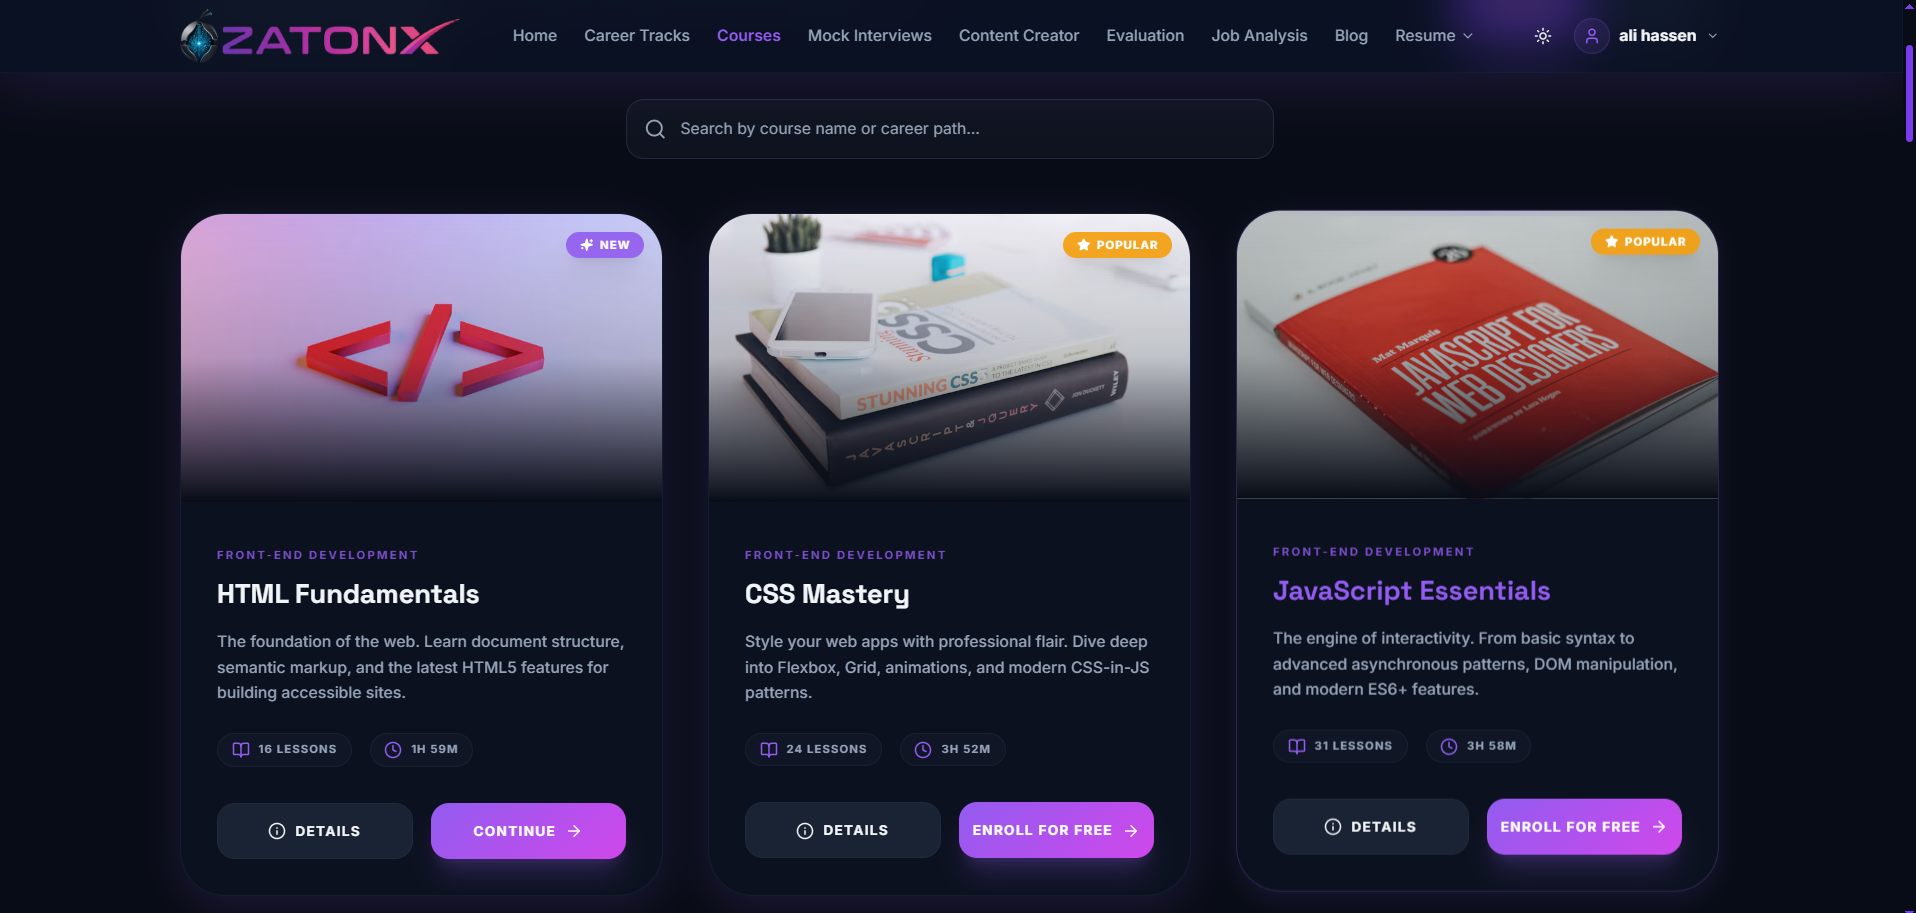 ZATONX
Home
Career Tracks
Courses
Mock Interviews
Content Creator
Evaluation
Job Analysis
Blog
Resume
ali hassen
Search by course name or career path...
NEW
FRONT-END DEVELOPMENT
HTML Fundamentals
The foundation of the web. Learn document structure,
semantic markup, and the latest HTML5 features for
building accessible sites.
16 LESSONS
1H 59M
DETAILS
CONTINUE
POPULAR
CSS
STUNNING CSS
JAVASCRIPT & JQUERY
JON DUCKETT
WILEY
FRONT-END DEVELOPMENT
CSS Mastery
Style your web apps with professional flair. Dive deep
into Flexbox, Grid, animations, and modern CSS-in-JS
patterns.
24 LESSONS
3H 52M
DETAILS
ENROLL FOR FREE
POPULAR
Mat Marquis
JAVASCRIPT FOR
WEB DESIGNERS
FRONT-END DEVELOPMENT
JavaScript Essentials
The engine of interactivity. From basic syntax to
advanced asynchronous patterns, DOM manipulation,
and modern ES6+ features.
31 LESSONS
3H 58M
DETAILS
ENROLL FOR FREE